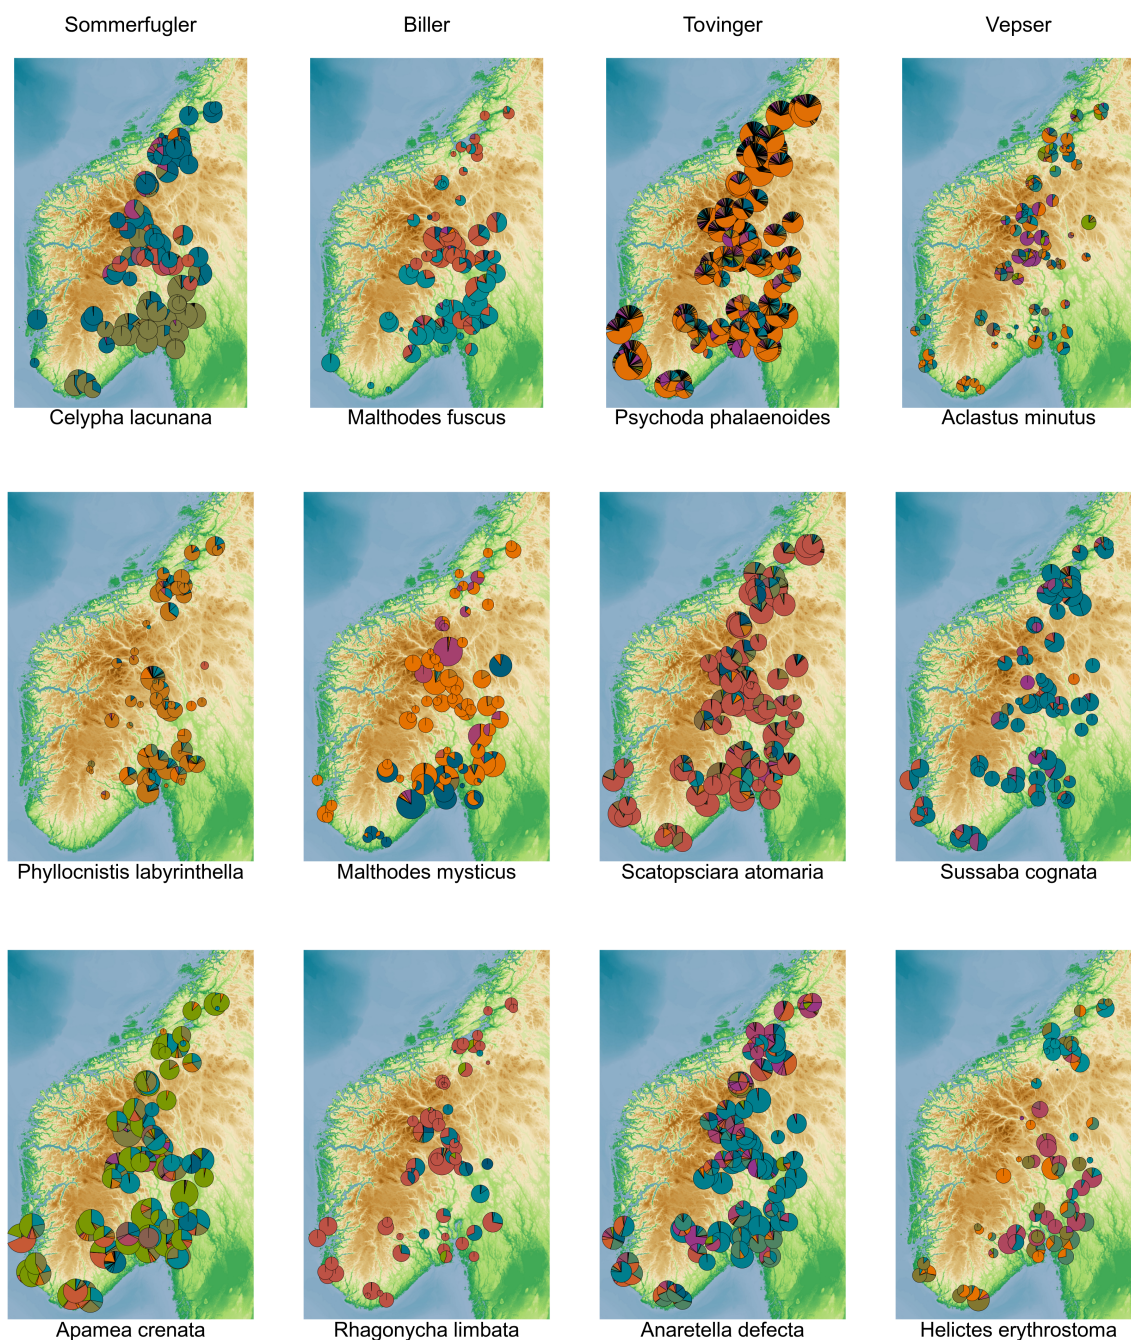 Sommerfugler Biller Tovinger Vepser
Celypha lacunana Malthodes fuscus Psychoda phalaenoides Aclastus minutus
Phyllocnistis labyrinthella Malthodes mysticus Scatopsciara atomaria Sussaba cognata
Apamea crenata Rhagonycha limbata Anaretella defecta Helictes erythrostoma